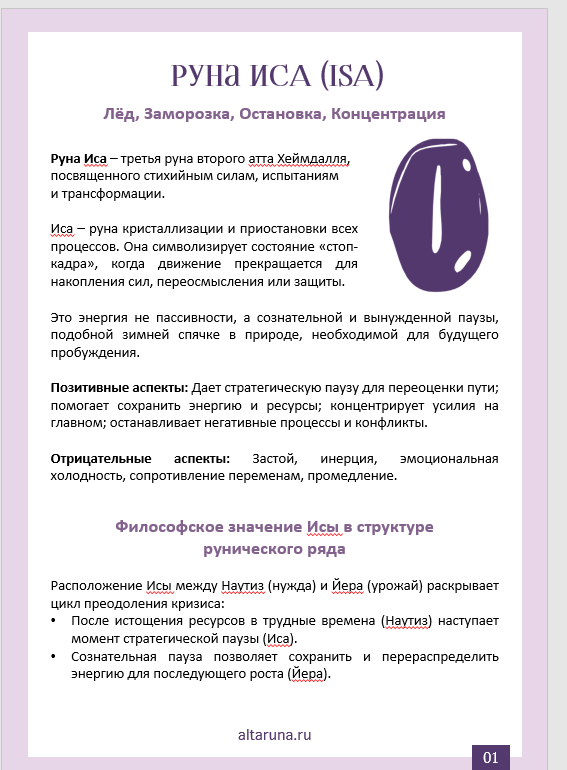 РУНА ИСА (ISA)
Лёд, Заморозка, Остановка, Концентрация
Руна Иса – третья руна второго атта Хеймдалля,
посвященного стихийным силам, испытаниям
и трансформации.
Иса – руна кристаллизации и приостановки всех
процессов. Она символизирует состояние «стоп-
кадра», когда движение прекращается для
накопления сил, переосмысления или защиты.
Это энергия не пассивности, а сознательной и вынужденной паузы,
подобной зимней спячке в природе, необходимой для будущего
пробуждения.
Позитивные аспекты: Дает стратегическую паузу для переоценки пути;
помогает сохранить энергию и ресурсы; концентрирует усилия на
главном; останавливает негативные процессы и конфликты.
Отрицательные аспекты: Застой, инерция, эмоциональная
холодность, сопротивление переменам, промедление.
Философское значение Исы в структуре
рунического ряда
Расположение Исы между Наутиз (нужда) и Йера (урожай) раскрывает
цикл преодоления кризиса:
• После истощения ресурсов в трудные времена (Наутиз) наступает
момент стратегической паузы (Иса).
• Сознательная пауза позволяет сохранить и перераспределить
энергию для последующего роста (Йера).
altaruna.ru
01